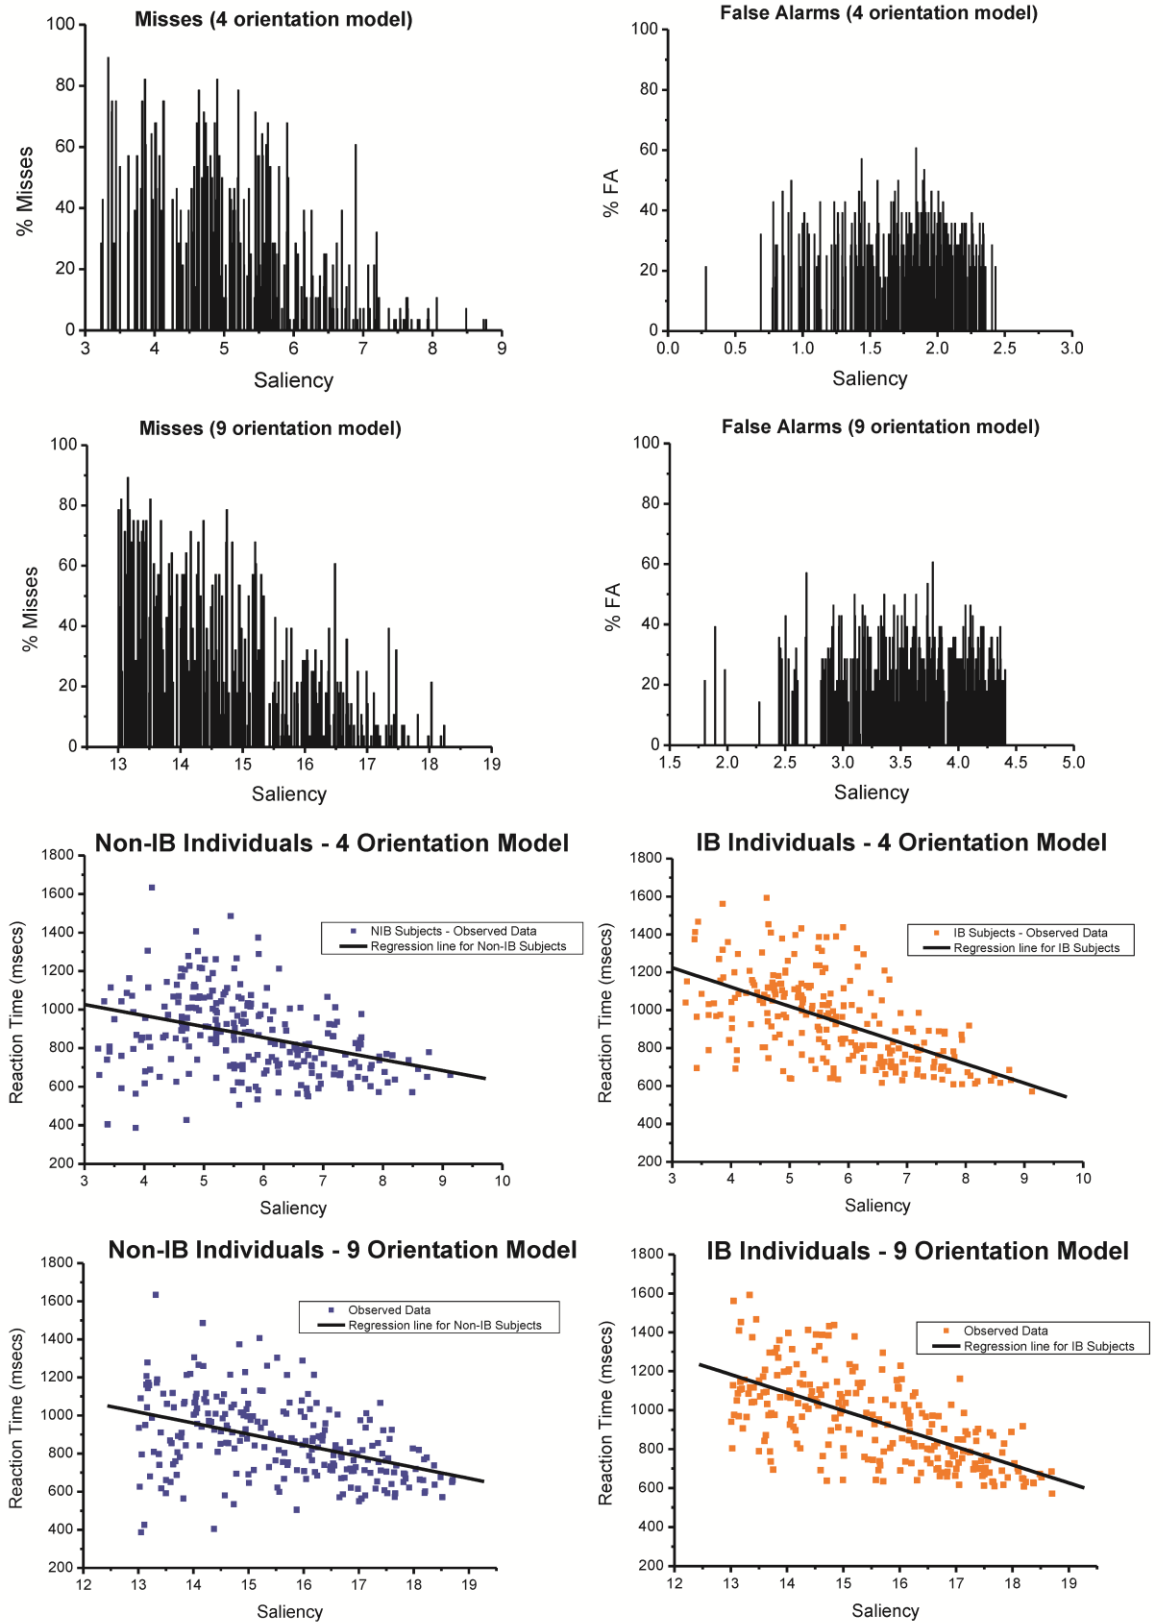 Misses (4 orientation model)
100
80
60
40
20
0
% Misses
3 4 5 6 7 8 9
Saliency
False Alarms (4 orientation model)
100
80
60
40
20
0
% FA
0.0 0.5 1.0 1.5 2.0 2.5 3.0
Saliency
Misses (9 orientation model)
100
80
60
40
20
0
% Misses
13 14 15 16 17 18 19
Saliency
False Alarms (9 orientation model)
100
80
60
40
20
0
% FA
1.5 2.0 2.5 3.0 3.5 4.0 4.5 5.0
Saliency
Non-IB Individuals - 4 Orientation Model
1800
1600
1400
1200
1000
800
600
400
200
Reaction Time (msecs)
NIB Subjects - Observed Data
Regression line for Non-IB Subjects
3 4 5 6 7 8 9 10
Saliency
IB Individuals - 4 Orientation Model
1800
1600
1400
1200
1000
800
600
400
200
Reaction Time (msecs)
IB Subjects - Observed Data
Regression line for IB Subjects
3 4 5 6 7 8 9 10
Saliency
Non-IB Individuals - 9 Orientation Model
1800
1600
1400
1200
1000
800
600
400
200
Reaction Time (msecs)
Observed Data
Regression line for Non-IB Subjects
12 13 14 15 16 17 18 19
Saliency
IB Individuals - 9 Orientation Model
1800
1600
1400
1200
1000
800
600
400
200
Reaction Time (msecs)
Observed Data
Regression line for IB Subjects
12 13 14 15 16 17 18 19
Saliency